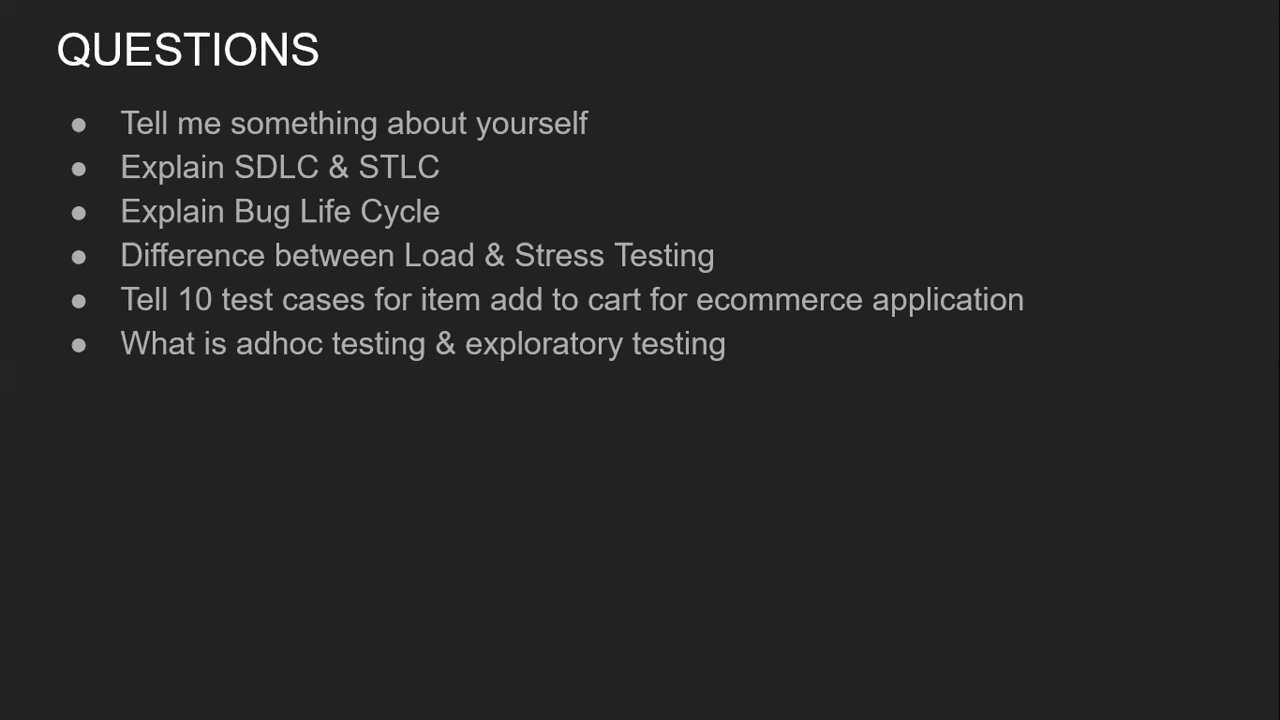 QUESTIONS
● Tell me something about yourself
● Explain SDLC & STLC
● Explain Bug Life Cycle
● Difference between Load & Stress Testing
● Tell 10 test cases for item add to cart for ecommerce application
● What is adhoc testing & exploratory testing